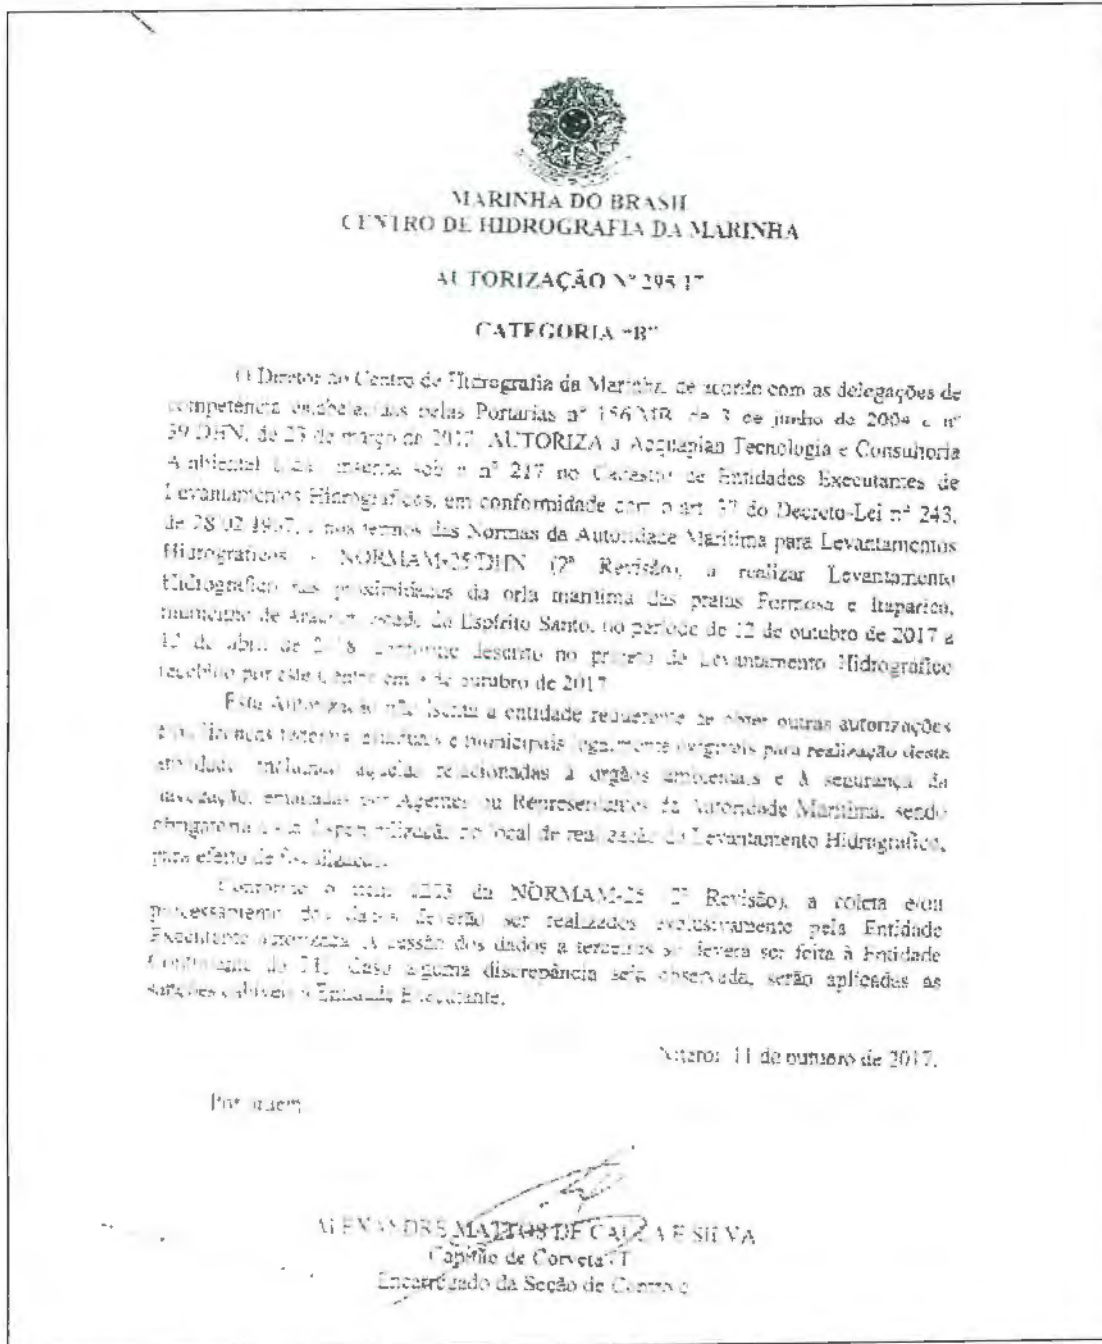 MARINHA DO BRASIL
CENTRO DE HIDROGRAFIA DA MARINHA
AUTORIZAÇÃO Nº 295/17
CATEGORIA "B"
O Diretor do Centro de Hidrografia da Marinha, de acordo com as delegações de
competência estabelecidas pelas Portarias nº 156/MB, de 3 de junho de 2004 e nº
39/DHN, de 23 de março de 2017, AUTORIZA a Acquaplan Tecnologia e Consultoria
Ambiental Ltda., inscrita sob o nº 217 no Cadastro de Entidades Executantes de
Levantamentos Hidrográficos, em conformidade com o art. 37 do Decreto-Lei nº 243,
de 28/02/1967, e nos termos das Normas da Autoridade Marítima para Levantamentos
Hidrográficos - NORMAM-25/DHN (2ª Revisão), a realizar Levantamento
Hidrográfico nas proximidades da orla marítima das praias Formosa e Itaparica,
município de Aracruz, estado do Espírito Santo, no período de 12 de outubro de 2017 a
12 de abril de 2018, conforme descrito no projeto de Levantamento Hidrográfico
recebido por este Centro em de outubro de 2017
Esta Autorização não isenta a entidade requerente de obter outras autorizações
e/ou licenças federais, estaduais e municipais legalmente exigíveis para realização desta
atividade, incluindo aquelas relacionadas à órgãos ambientais e à segurança da
navegação, emanadas por Agentes ou Representantes da Autoridade Marítima, sendo
obrigatória a sua disponibilização no local de realização do Levantamento Hidrográfico,
para efeito de fiscalização.
Conforme o item 0203 da NORMAM-25 (2ª Revisão), a coleta e/ou
processamento dos dados deverão ser realizados exclusivamente pela Entidade
Executante autorizada. A cessão dos dados a terceiros só deverá ser feita à Entidade
Contratante do LH. Caso alguma discrepância seja observada, serão aplicadas as
sanções cabíveis à Entidade Executante.
Niterói, 11 de outubro de 2017.
Por ordem
ALEXANDRE MATTOS DE E SILVA
Capitão de Corveta (T)
Encarregado da Seção de Controle